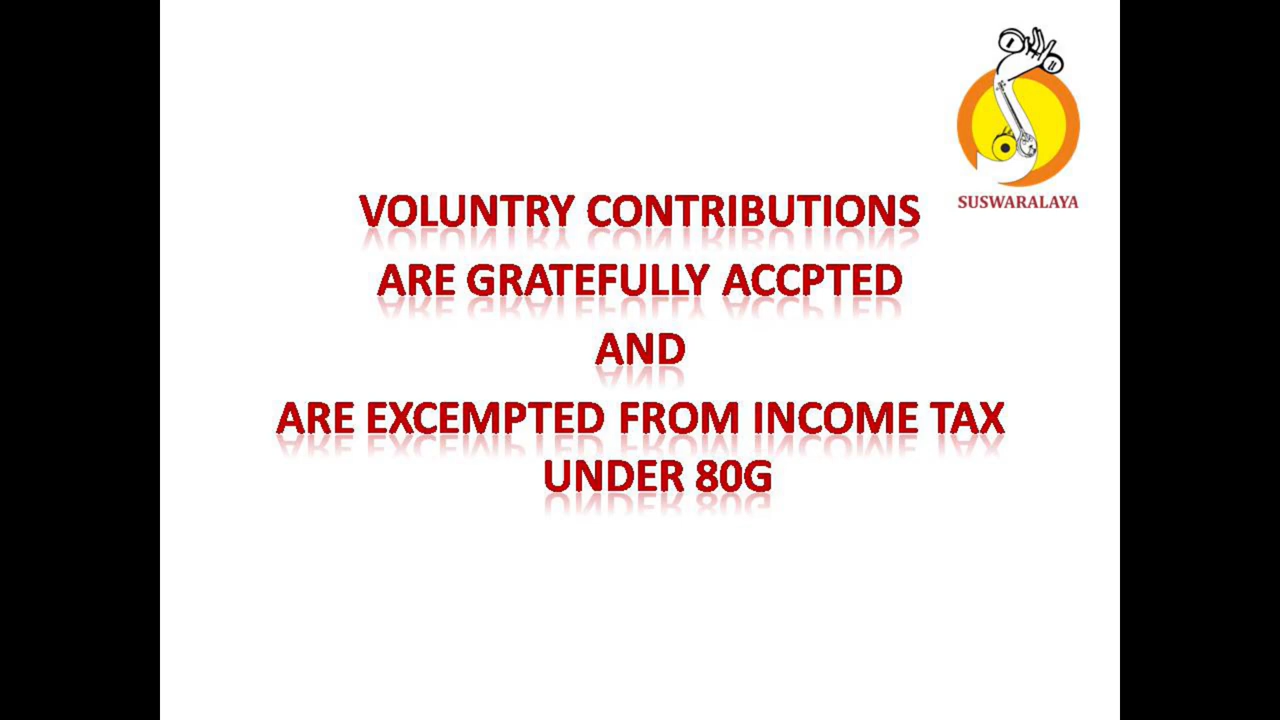 SUSWARALAYA
VOLUNTRY CONTRIBUTIONS
ARE GRATEFULLY ACCPTED
AND
ARE EXCEMPTED FROM INCOME TAX
UNDER 80G